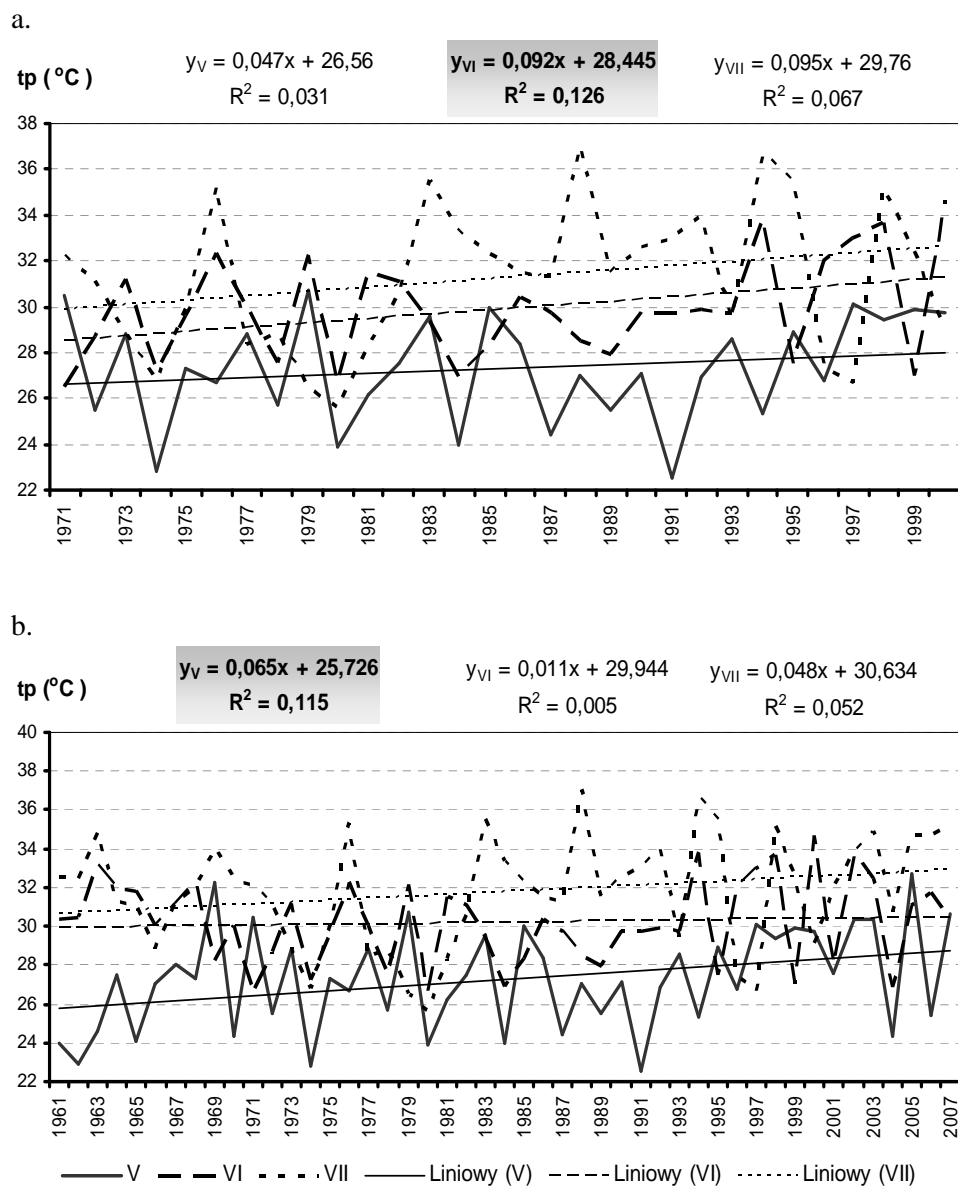 a.
tp (°C) y_V = 0,047x + 26,56 y_VI = 0,092x + 28,445 y_VII = 0,095x + 29,76
R² = 0,031 R² = 0,126 R² = 0,067
38
36
34
32
30
28
26
24
22
1971 1973 1975 1977 1979 1981 1983 1985 1987 1989 1991 1993 1995 1997 1999
b.
tp (°C) y_V = 0,065x + 25,726 y_VI = 0,011x + 29,944 y_VII = 0,048x + 30,634
R² = 0,115 R² = 0,005 R² = 0,052
40
38
36
34
32
30
28
26
24
22
1961 1963 1965 1967 1969 1971 1973 1975 1977 1979 1981 1983 1985 1987 1989 1991 1993 1995 1997 1999 2001 2003 2005 2007
V VI VII Liniowy (V) Liniowy (VI) Liniowy (VII)